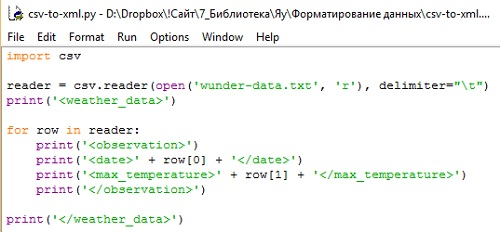 csv-to-xml.py - D:\Dropbox\!Сайт\7_Библиотека\Яу\Форматирование данных\csv-to-xml....
File Edit Format Run Options Window Help
import csv
reader = csv.reader(open('wunder-data.txt', 'r'), delimiter="\t")
print('<weather_data>')
for row in reader:
    print('<observation>')
    print('<date>' + row[0] + '</date>')
    print('<max_temperature>' + row[1] + '</max_temperature>')
    print('</observation>')
print('</weather_data>')